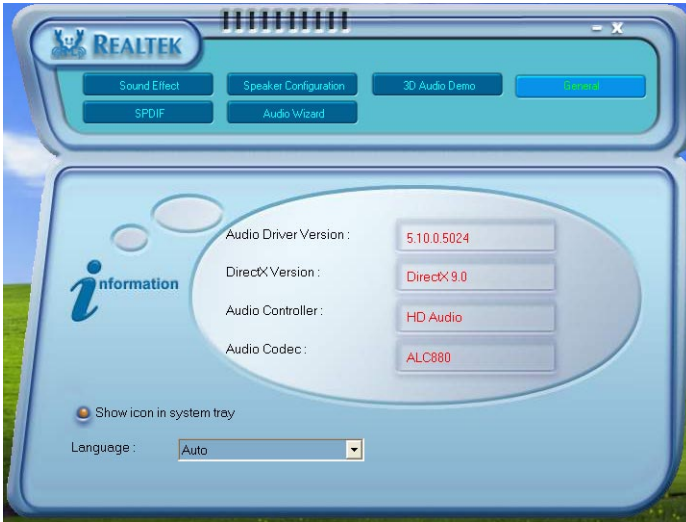 REALTEK
Sound Effect
Speaker Configuration
3D Audio Demo
General
SPDIF
Audio Wizard
information
Audio Driver Version :
5.10.0.5024
DirectX Version :
DirectX 9.0
Audio Controller :
HD Audio
Audio Codec :
ALC880
Show icon in system tray
Language :
Auto